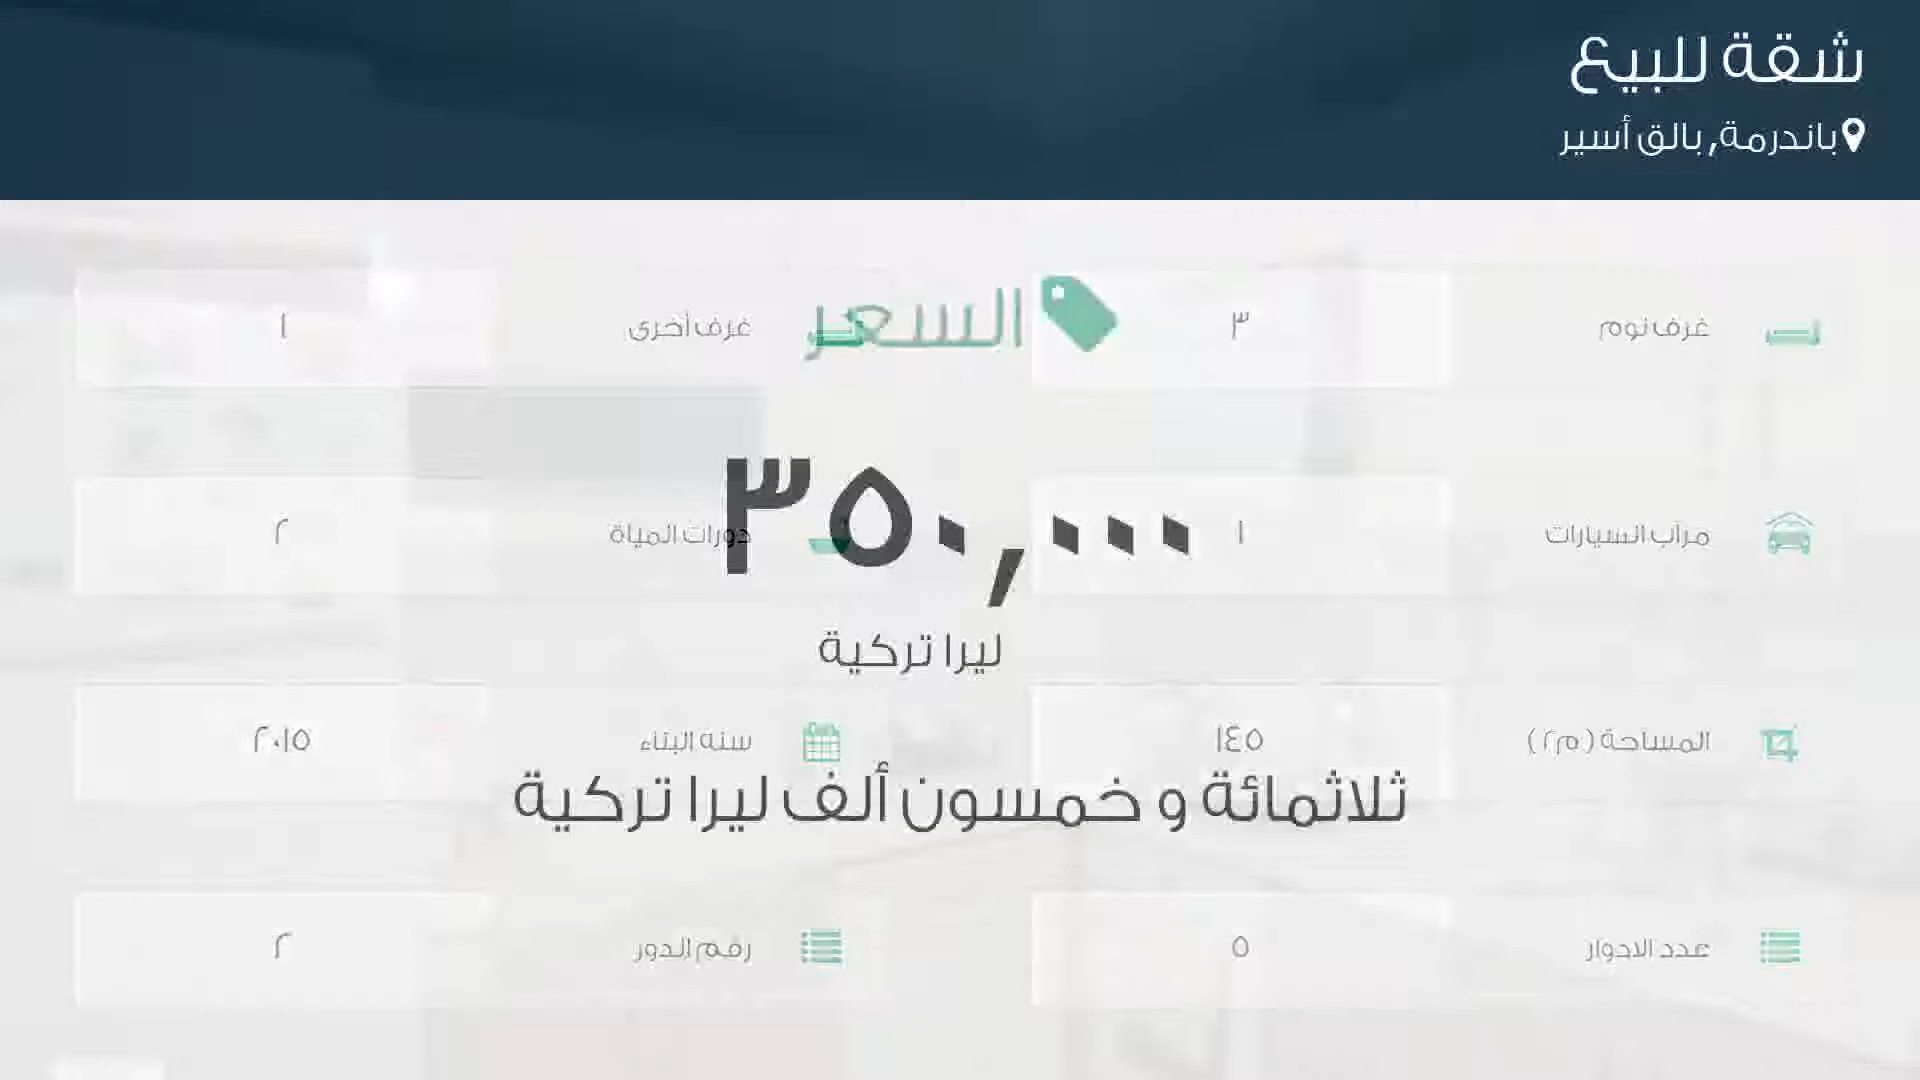 شقة للبيع
باندرمة, بالق أسير
السعر
غرف نوم ٣
غرف أخرى ١
٣٥٠,٠٠٠
مرآب السيارات ١
دورات المياة ٢
ليرا تركية
المساحة (م٢) ١٤٥
سنه البناء ٢٠١٥
ثلاثمائة و خمسون ألف ليرا تركية
عدد الادوار ٥
رقم الدور ٢